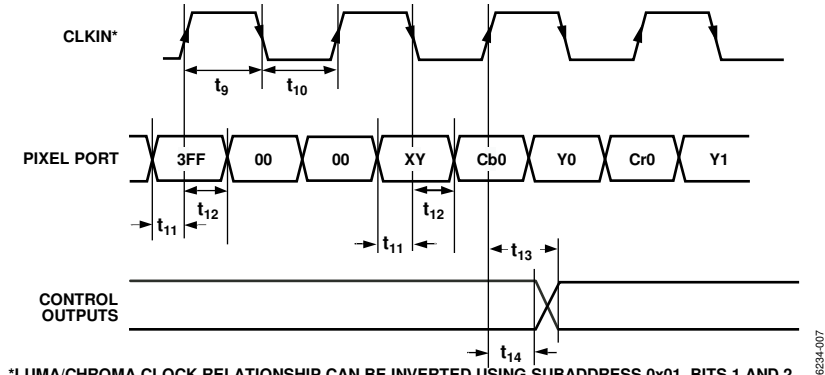 CLKIN*
t9 t10
PIXEL PORT 3FF 00 00 XY Cb0 Y0 Cr0 Y1
t12 t12
t11 t11 t13
CONTROL
OUTPUTS
t14
*LUMA/CHROMA CLOCK RELATIONSHIP CAN BE INVERTED USING SUBADDRESS 0x01, BITS 1 AND 2.
6234-007